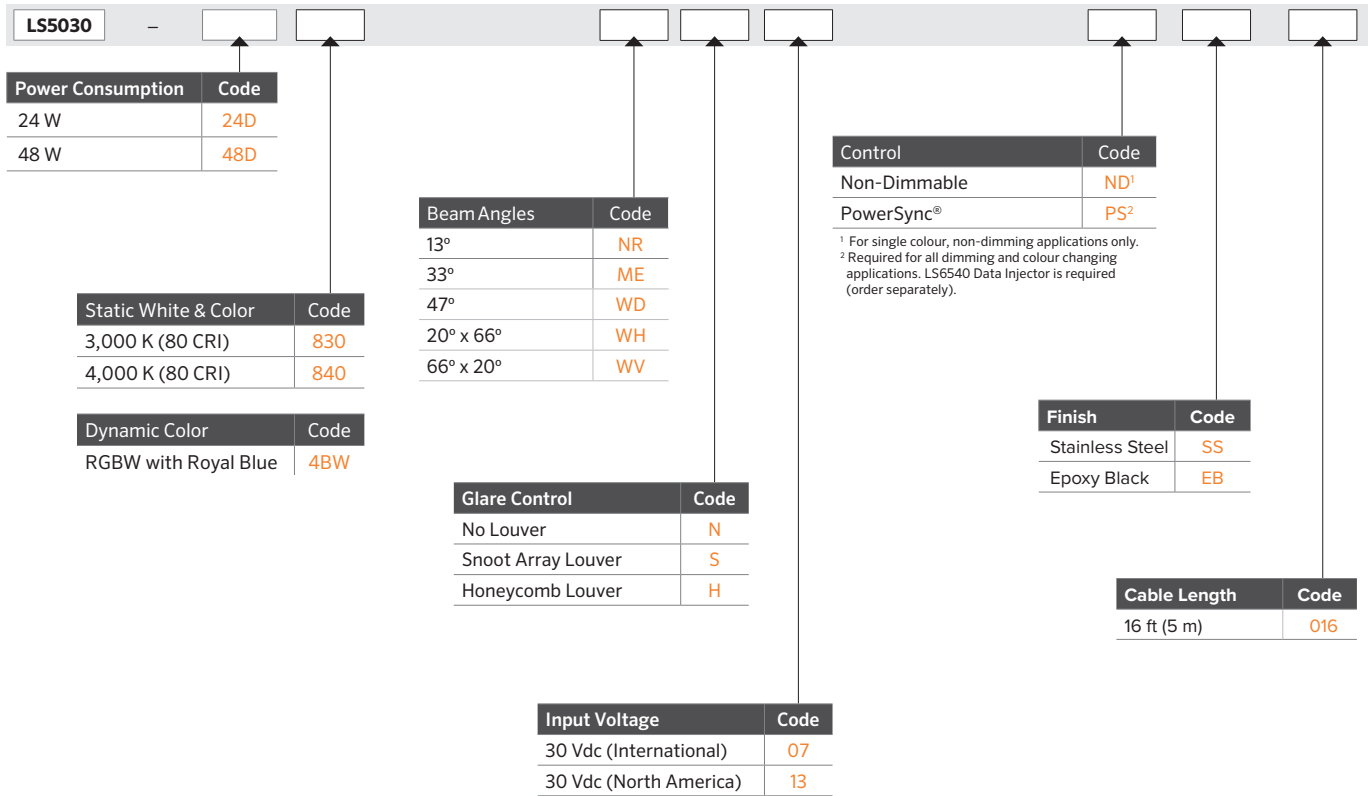 LS5030 –
Power Consumption Code
24 W 24D
48 W 48D
Static White & Color Code
3,000 K (80 CRI) 830
4,000 K (80 CRI) 840
Dynamic Color Code
RGBW with Royal Blue 4BW
Beam Angles Code
13º NR
33º ME
47º WD
20º x 66º WH
66º x 20º WV
Glare Control Code
No Louver N
Snoot Array Louver S
Honeycomb Louver H
Input Voltage Code
30 Vdc (International) 07
30 Vdc (North America) 13
Control Code
Non-Dimmable ND¹
PowerSync® PS²
¹ For single colour, non-dimming applications only.
² Required for all dimming and colour changing
applications. LS6540 Data Injector is required
(order separately).
Finish Code
Stainless Steel SS
Epoxy Black EB
Cable Length Code
16 ft (5 m) 016